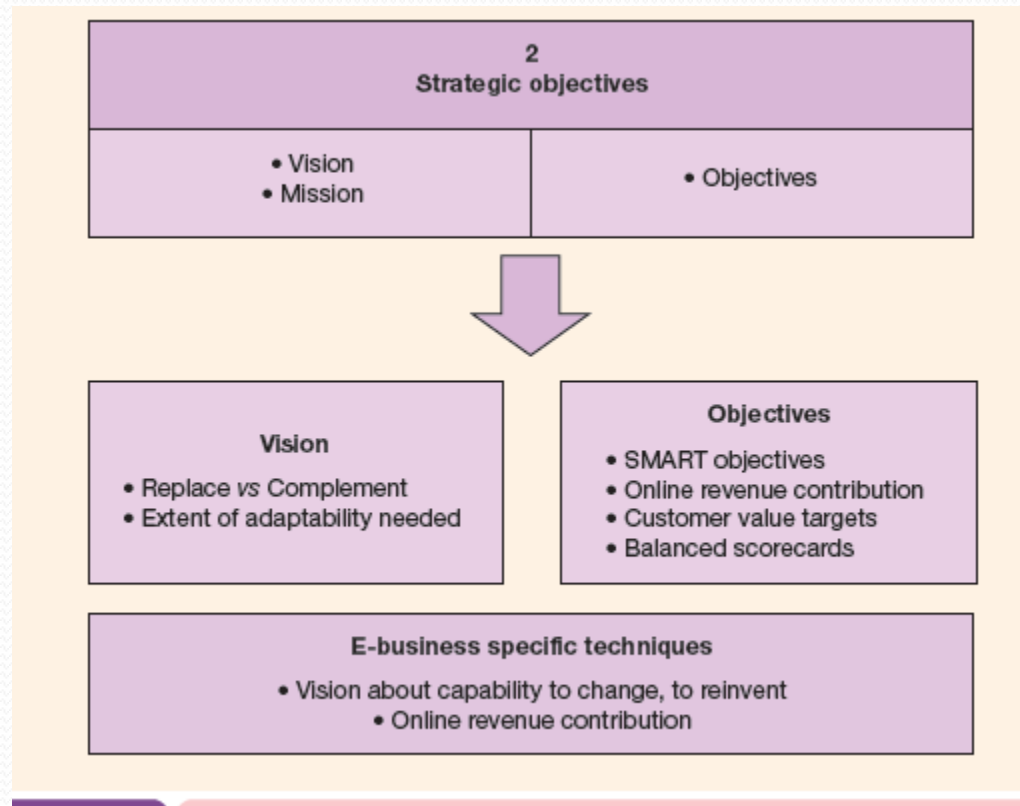 2
Strategic objectives
• Vision
• Mission
• Objectives
Vision
• Replace vs Complement
• Extent of adaptability needed
Objectives
• SMART objectives
• Online revenue contribution
• Customer value targets
• Balanced scorecards
E-business specific techniques
• Vision about capability to change, to reinvent
• Online revenue contribution